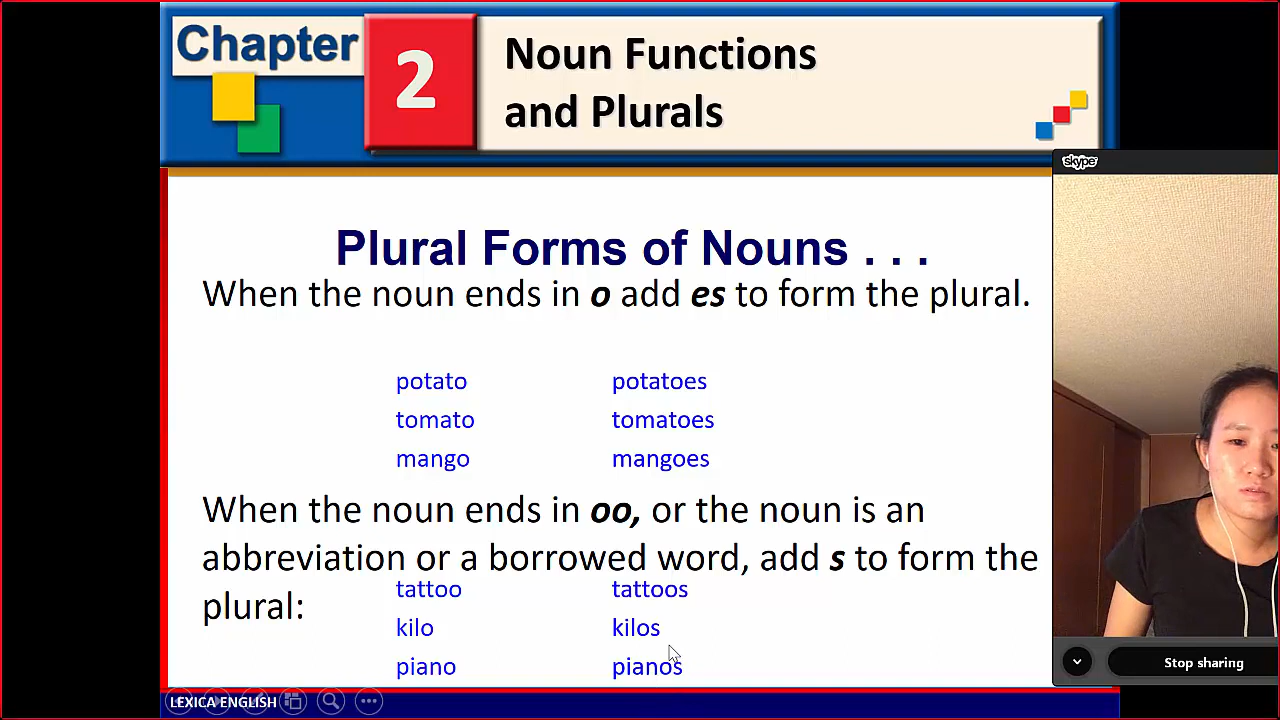 Chapter
2
Noun Functions
and Plurals
skype
Plural Forms of Nouns . . .
When the noun ends in o add es to form the plural.
potato potatoes
tomato tomatoes
mango mangoes
When the noun ends in oo, or the noun is an
abbreviation or a borrowed word, add s to form the
plural:
tattoo tattoos
kilo kilos
piano pianos
Stop sharing
LEXICA ENGLISH